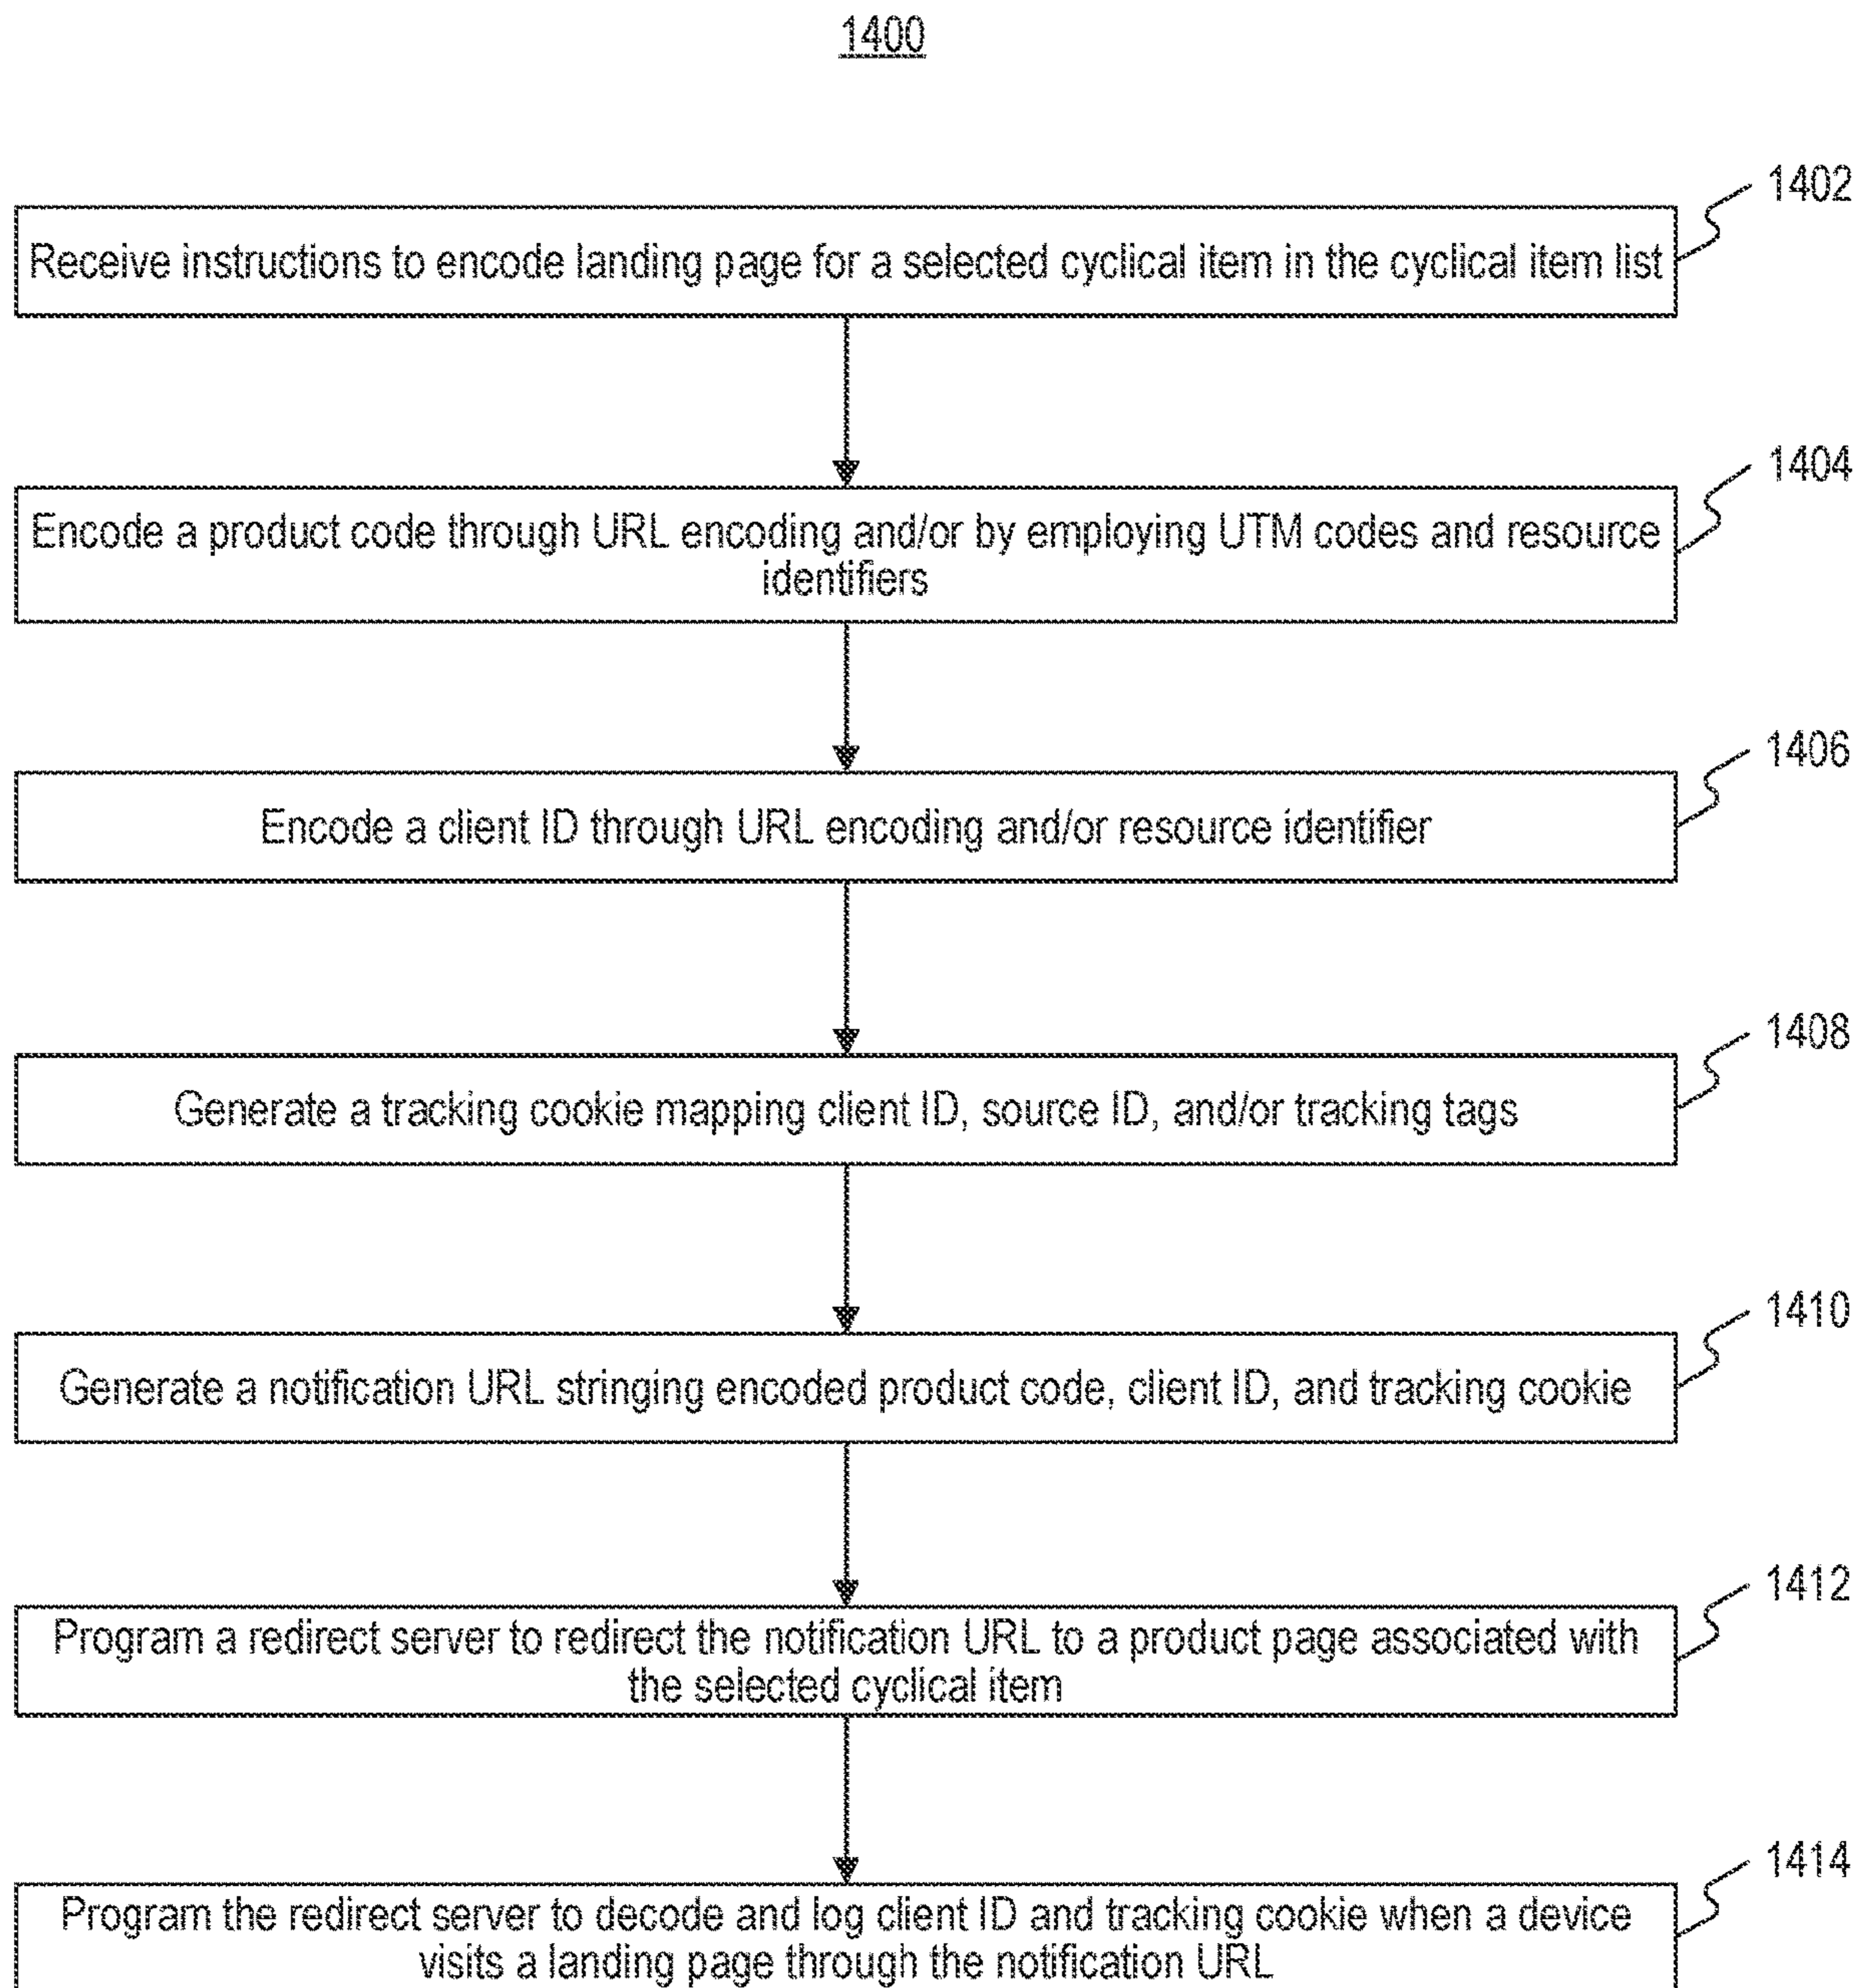 1400
1402
Receive instructions to encode landing page for a selected cyclical item in the cyclical item list
1404
Encode a product code through URL encoding and/or by employing UTM codes and resource
identifiers
1406
Encode a client ID through URL encoding and/or resource identifier
1408
Generate a tracking cookie mapping client ID, source ID, and/or tracking tags
1410
Generate a notification URL stringing encoded product code, client ID, and tracking cookie
1412
Program a redirect server to redirect the notification URL to a product page associated with
the selected cyclical item
1414
Program the redirect server to decode and log client ID and tracking cookie when a device
visits a landing page through the notification URL